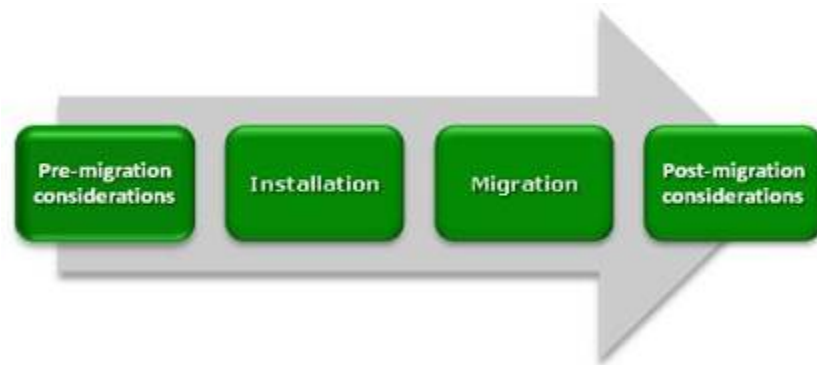 Pre-migration
considerations
Installation
Migration
Post-migration
considerations